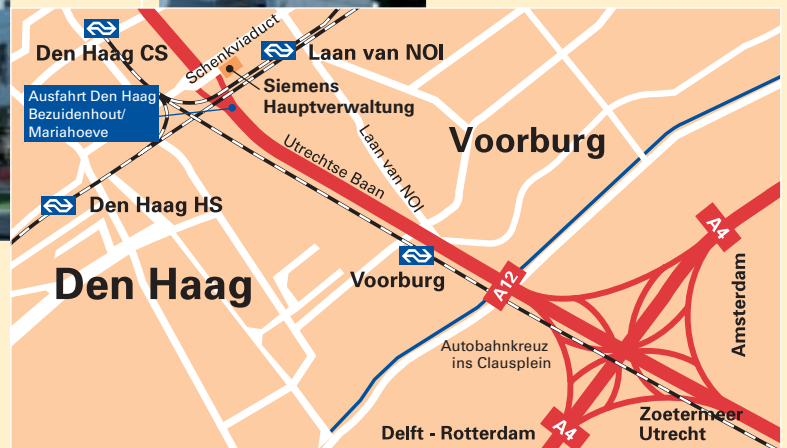 Den Haag CS
Schenkviaduct
Laan van NOI
Siemens
Hauptverwaltung
Ausfahrt Den Haag
Bezuidenhout/
Mariahoeve
Utrechtse Baan
Laan van NOI
Voorburg
Den Haag HS
Den Haag
Voorburg
A12
A4
Amsterdam
Autobahnkreuz
ins Clausplein
Zoetermeer
Utrecht
Delft - Rotterdam
A4